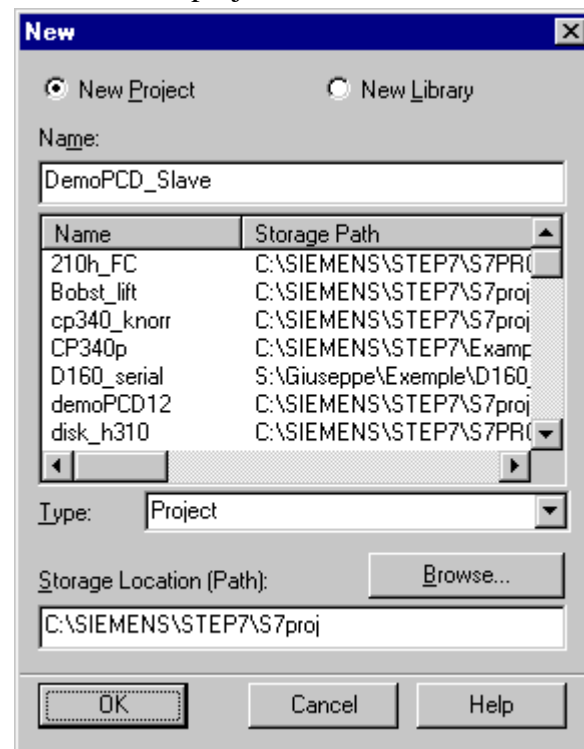 New
New Project New Library
Name:
DemoPCD_Slave
Name Storage Path
210h_FC C:\SIEMENS\STEP7\S7PR(
Bobst_lift C:\SIEMENS\STEP7\S7proj
cp340_knorr C:\SIEMENS\STEP7\S7proj
CP340p C:\SIEMENS\STEP7\Examp
D160_serial S:\Giuseppe\Exemple\D160_
demoPCD12 C:\SIEMENS\STEP7\S7proj
disk_h310 C:\SIEMENS\STEP7\S7PR(
Type: Project
Storage Location (Path): Browse...
C:\SIEMENS\STEP7\S7proj
OK Cancel Help